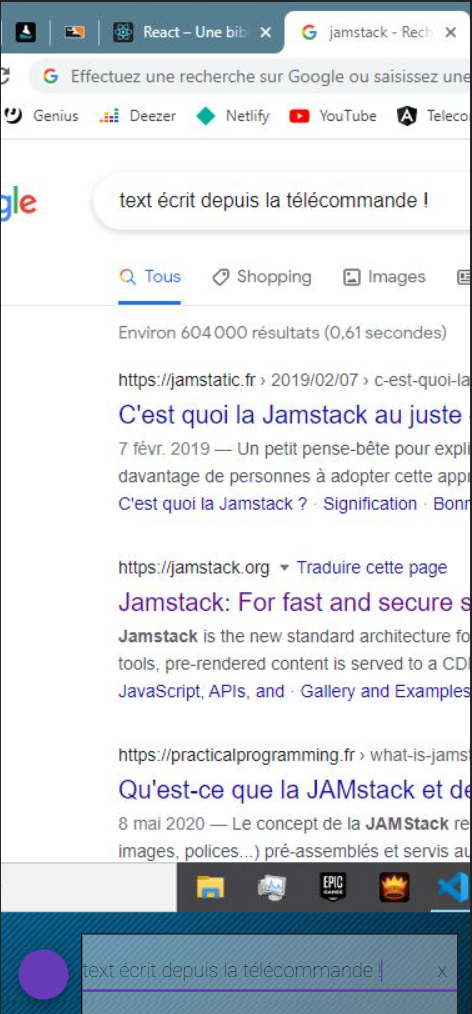 React – Une bib
jamstack - Rech
Effectuez une recherche sur Google ou saisissez une
Genius Deezer Netlify YouTube Teleco
gle
text écrit depuis la télécommande !
Tous Shopping Images
Environ 604 000 résultats (0,61 secondes)
https://jamstatic.fr › 2019/02/07 › c-est-quoi-la
C'est quoi la Jamstack au juste
7 févr. 2019 — Un petit pense-bête pour expli
davantage de personnes à adopter cette appr
C'est quoi la Jamstack ? · Signification · Bonn
https://jamstack.org Traduire cette page
Jamstack: For fast and secure s
Jamstack is the new standard architecture fo
tools, pre-rendered content is served to a CD
JavaScript, APIs, and · Gallery and Examples
https://practicalprogramming.fr › what-is-jams
Qu'est-ce que la JAMstack et de
8 mai 2020 — Le concept de la JAMStack re
images, polices...) pré-assemblés et servis au
EPIC
GAMES
text écrit depuis la télécommande ! x